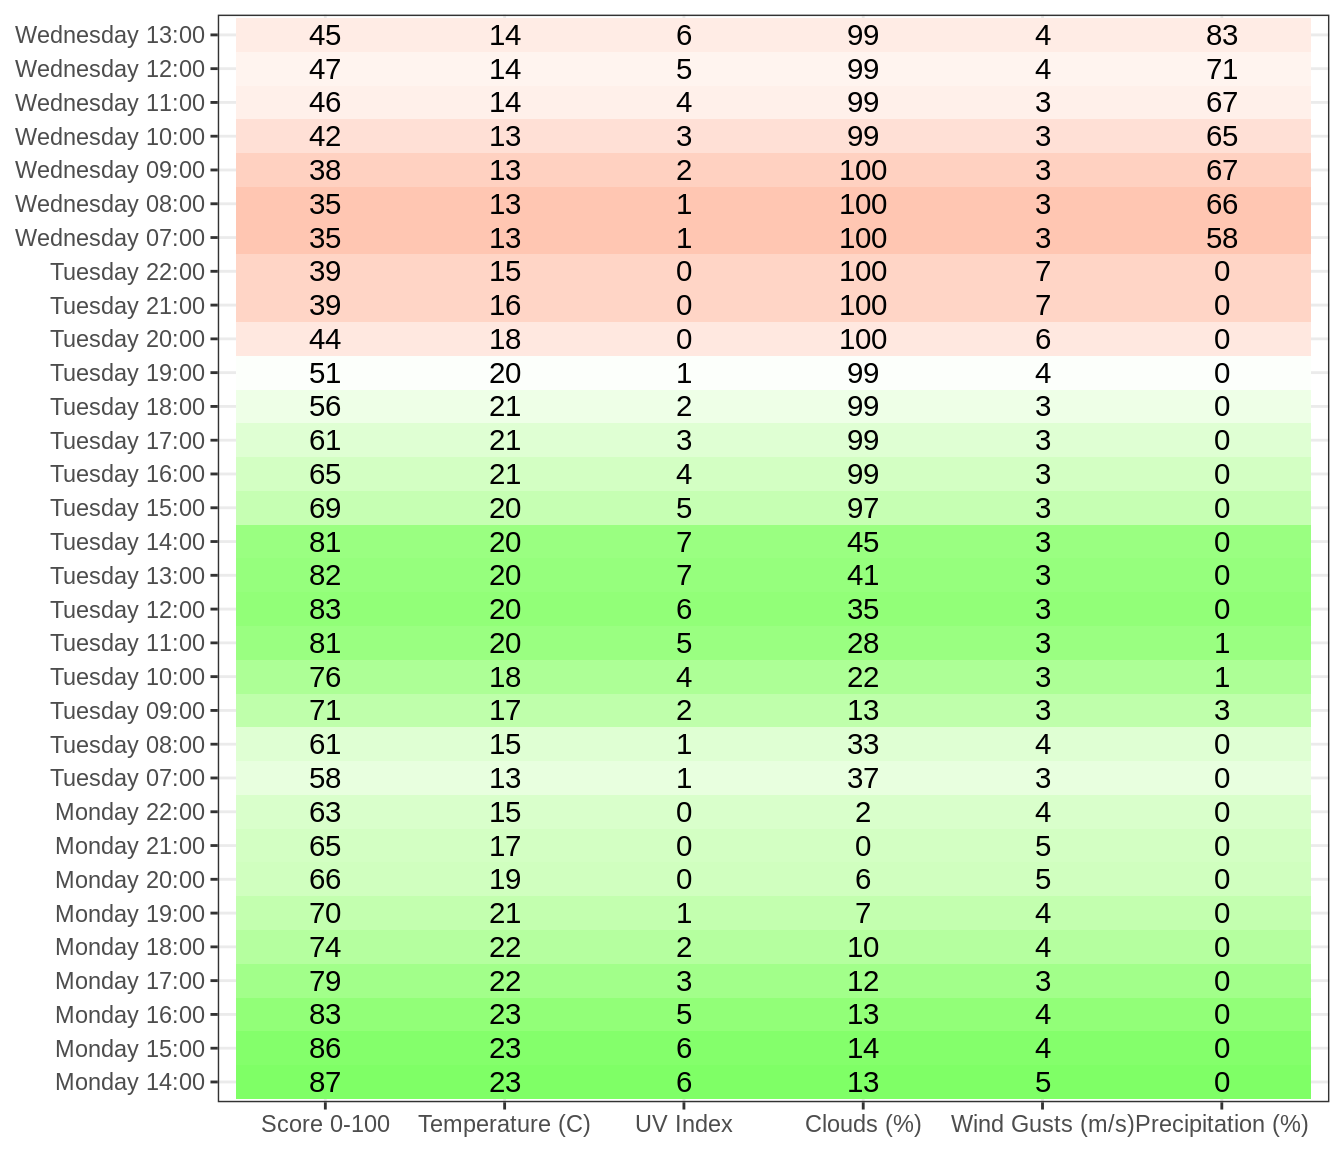 Wednesday 13:00 45 14 6 99 4 83
Wednesday 12:00 47 14 5 99 4 71
Wednesday 11:00 46 14 4 99 3 67
Wednesday 10:00 42 13 3 99 3 65
Wednesday 09:00 38 13 2 100 3 67
Wednesday 08:00 35 13 1 100 3 66
Wednesday 07:00 35 13 1 100 3 58
Tuesday 22:00 39 15 0 100 7 0
Tuesday 21:00 39 16 0 100 7 0
Tuesday 20:00 44 18 0 100 6 0
Tuesday 19:00 51 20 1 99 4 0
Tuesday 18:00 56 21 2 99 3 0
Tuesday 17:00 61 21 3 99 3 0
Tuesday 16:00 65 21 4 99 3 0
Tuesday 15:00 69 20 5 97 3 0
Tuesday 14:00 81 20 7 45 3 0
Tuesday 13:00 82 20 7 41 3 0
Tuesday 12:00 83 20 6 35 3 0
Tuesday 11:00 81 20 5 28 3 1
Tuesday 10:00 76 18 4 22 3 1
Tuesday 09:00 71 17 2 13 3 3
Tuesday 08:00 61 15 1 33 4 0
Tuesday 07:00 58 13 1 37 3 0
Monday 22:00 63 15 0 2 4 0
Monday 21:00 65 17 0 0 5 0
Monday 20:00 66 19 0 6 5 0
Monday 19:00 70 21 1 7 4 0
Monday 18:00 74 22 2 10 4 0
Monday 17:00 79 22 3 12 3 0
Monday 16:00 83 23 5 13 4 0
Monday 15:00 86 23 6 14 4 0
Monday 14:00 87 23 6 13 5 0
Score 0-100 Temperature (C) UV Index Clouds (%) Wind Gusts (m/s) Precipitation (%)